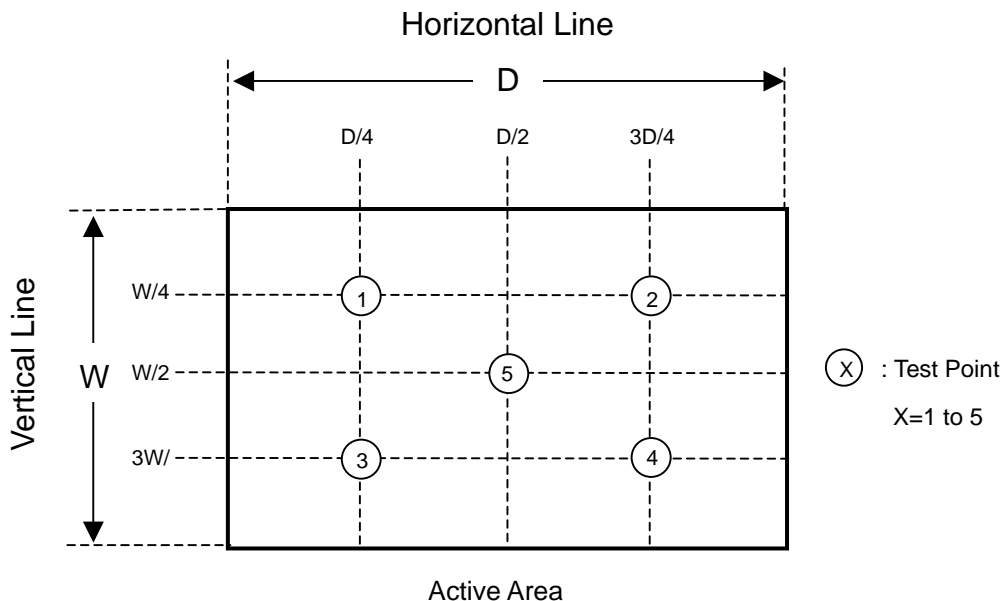 Horizontal Line
D
D/4 D/2 3D/4
Vertical Line
W
W/4
1 2
W/2
5
X : Test Point
X=1 to 5
3W/
3 4
Active Area